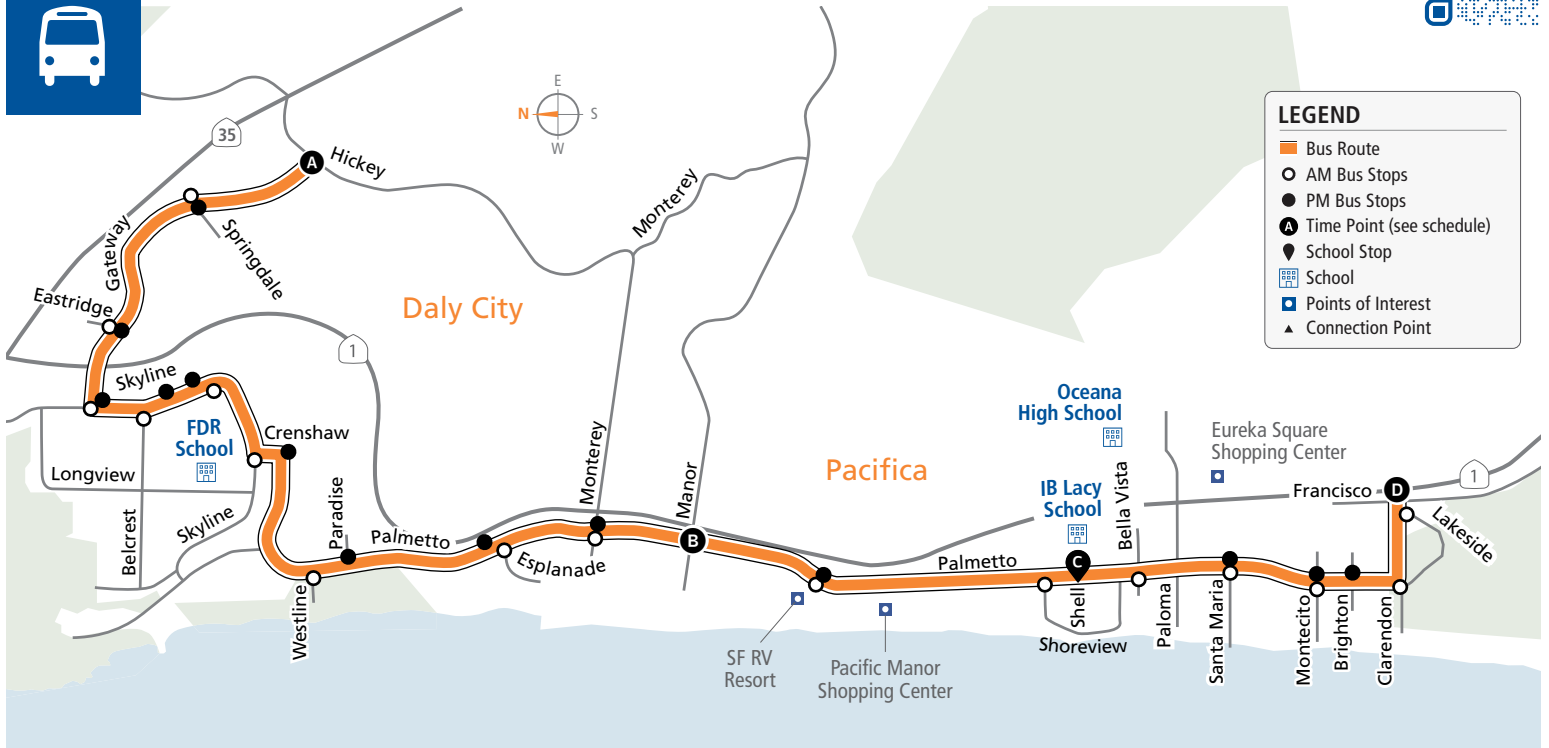 35
E
N
S
W
A
Hickey
LEGEND
Bus Route
AM Bus Stops
PM Bus Stops
A
Time Point (see schedule)
School Stop
School
Points of Interest
Connection Point
Gateway
Springdale
Monterey
Eastridge
Daly City
1
Skyline
FDR
School
Crenshaw
Longview
Belcrest
Skyline
Paradise
Palmetto
Westline
Esplanade
Monterey
Manor
B
Pacifica
Oceana
High School
IB Lacy
School
Bella Vista
Eureka Square
Shopping Center
Francisco
D
1
Lakeside
Palmetto
C
Shell
Shoreview
Paloma
Santa Maria
Montecito
Brighton
Clarendon
SF RV
Resort
Pacific Manor
Shopping Center